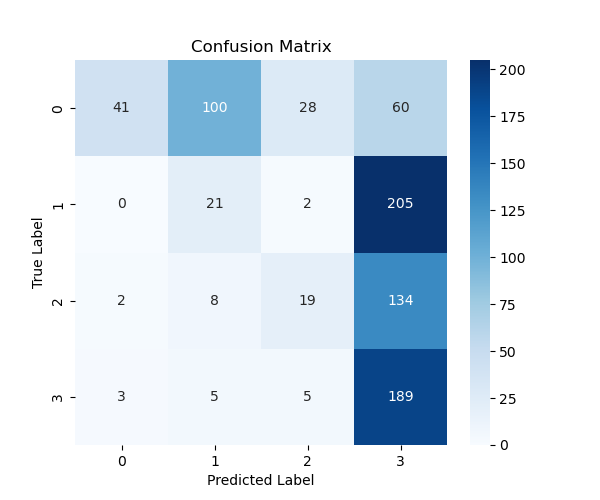 Confusion Matrix
0 41 100 28 60
1 0 21 2 205
2 2 8 19 134
3 3 5 5 189
0 1 2 3
True Label
Predicted Label
200
175
150
125
100
75
50
25
0